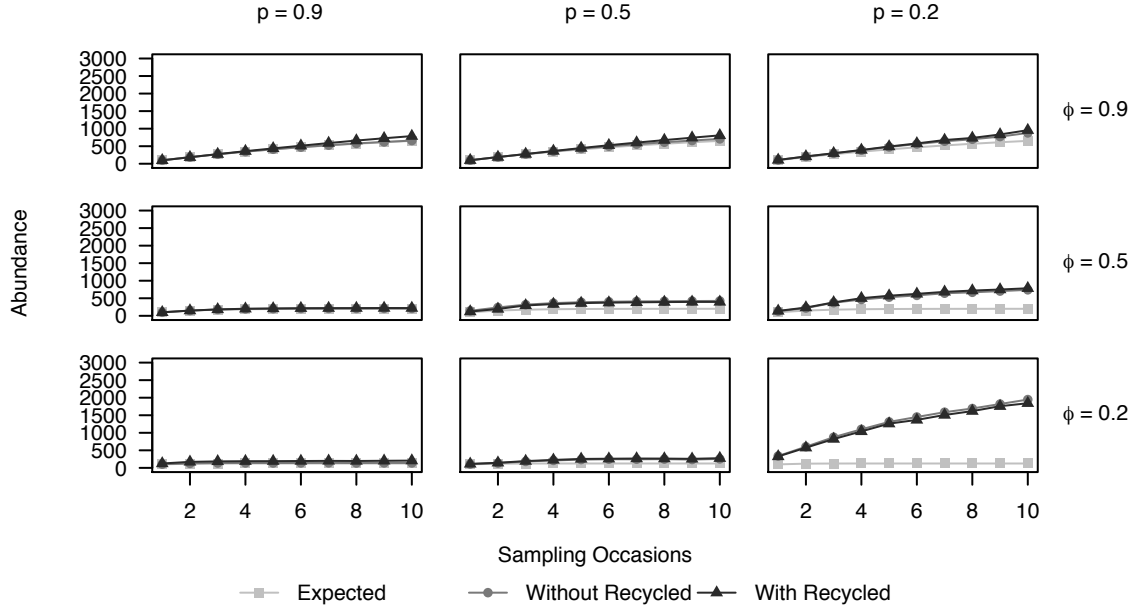 p = 0.9 p = 0.5 p = 0.2
3000
2500
2000
1500
1000
500
0
ϕ = 0.9
Abundance
3000
2500
2000
1500
1000
500
0
ϕ = 0.5
3000
2500
2000
1500
1000
500
0
ϕ = 0.2
2 4 6 8 10 2 4 6 8 10 2 4 6 8 10
Sampling Occasions
Expected Without Recycled With Recycled